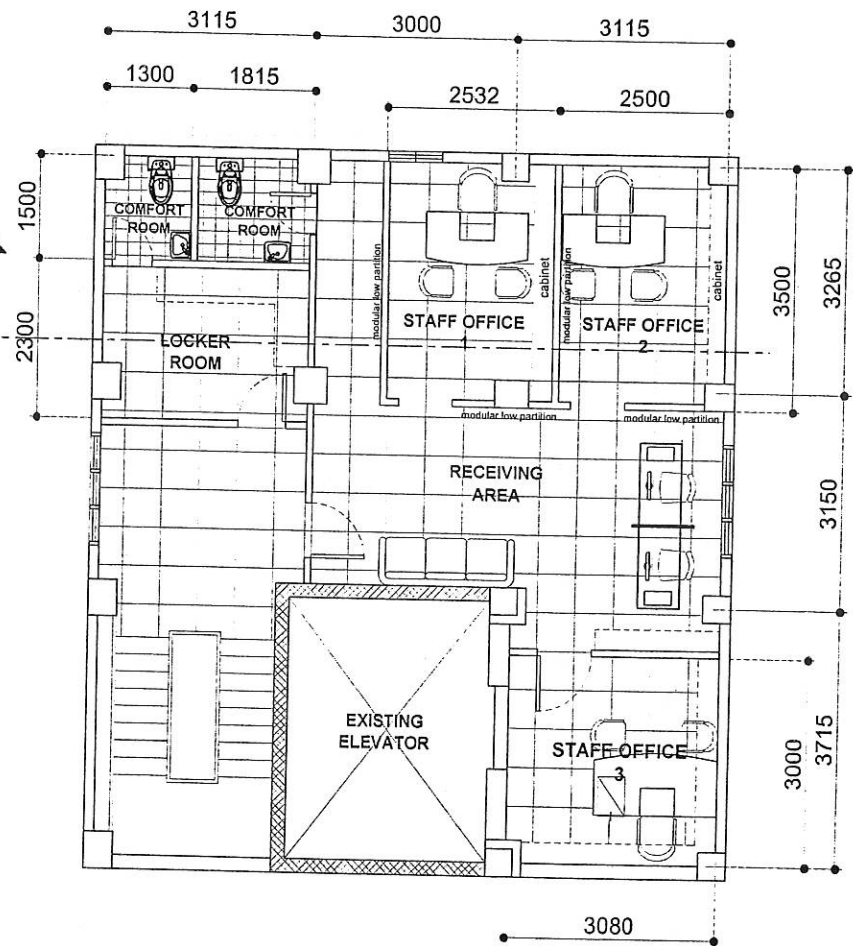 3115
3000
3115
1300
1815
2532
2500
1500
2300
COMFORT
ROOM
COMFORT
ROOM
modular low partition
cabinet
modular low partition
cabinet
3500
3265
STAFF OFFICE
1
STAFF OFFICE
2
LOCKER
ROOM
modular low partition
modular low partition
RECEIVING
AREA
3150
EXISTING
ELEVATOR
STAFF OFFICE
3
3000
3715
3080